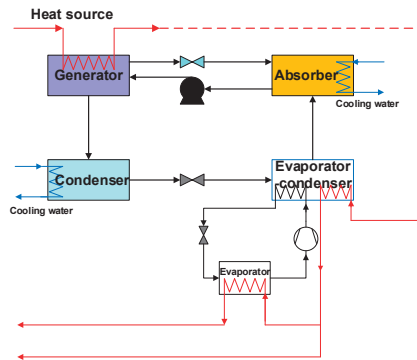 Heat source
Generator
Absorber
Cooling water
Condenser
Evaporator
condenser
Cooling water
Evaporator